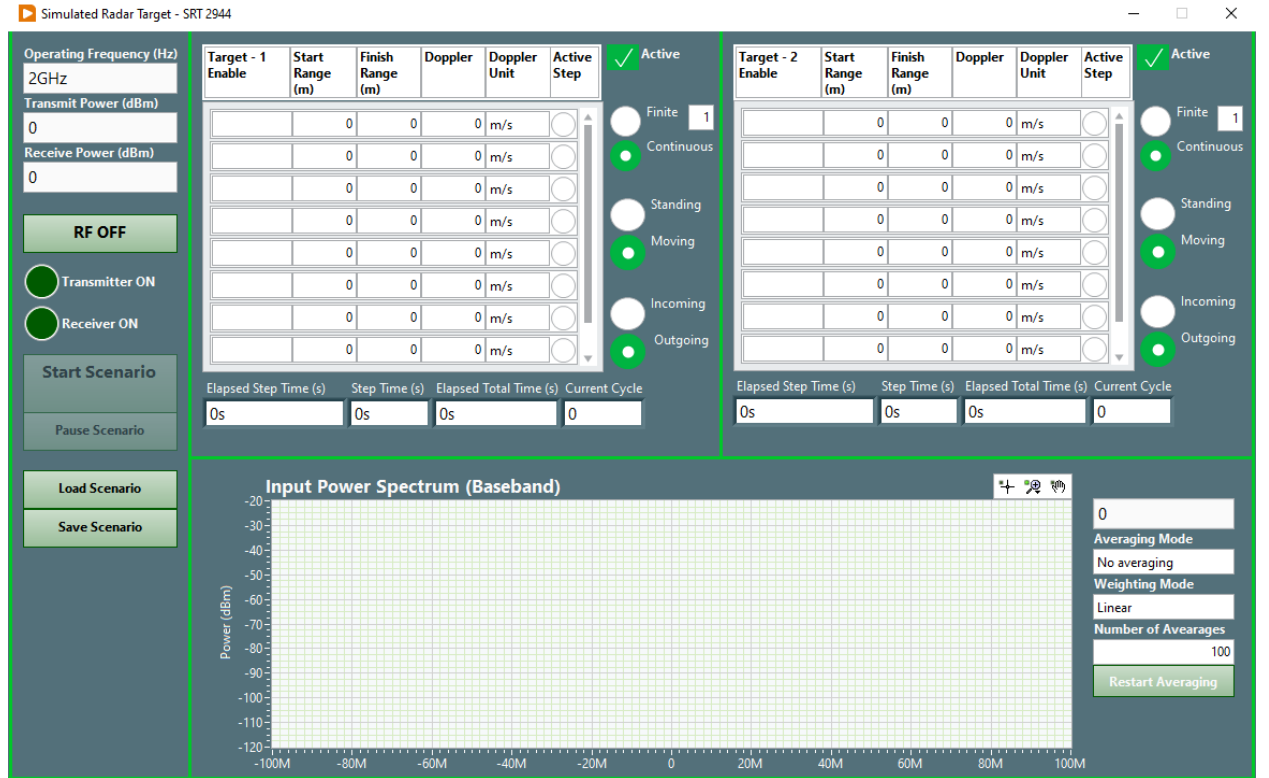 Simulated Radar Target - SRT 2944
Operating Frequency (Hz)
2GHz
Transmit Power (dBm)
0
Receive Power (dBm)
0
RF OFF
Transmitter ON
Receiver ON
Start Scenario
Pause Scenario
Load Scenario
Save Scenario
Target - 1 Enable Start Range (m) Finish Range (m) Doppler Doppler Unit Active Step
0 0 0 m/s
0 0 0 m/s
0 0 0 m/s
0 0 0 m/s
0 0 0 m/s
0 0 0 m/s
0 0 0 m/s
0 0 0 m/s
Active
Finite 1
Continuous
Standing
Moving
Incoming
Outgoing
Elapsed Step Time (s) Step Time (s) Elapsed Total Time (s) Current Cycle
0s 0s 0s 0
Target - 2 Enable Start Range (m) Finish Range (m) Doppler Doppler Unit Active Step
0 0 0 m/s
0 0 0 m/s
0 0 0 m/s
0 0 0 m/s
0 0 0 m/s
0 0 0 m/s
0 0 0 m/s
0 0 0 m/s
Active
Finite 1
Continuous
Standing
Moving
Incoming
Outgoing
Elapsed Step Time (s) Step Time (s) Elapsed Total Time (s) Current Cycle
0s 0s 0s 0
Input Power Spectrum (Baseband)
Power (dBm)
-20
-30
-40
-50
-60
-70
-80
-90
-100
-110
-120
-100M -80M -60M -40M -20M 0 20M 40M 60M 80M 100M
0
Averaging Mode
No averaging
Weighting Mode
Linear
Number of Avearages
100
Restart Averaging